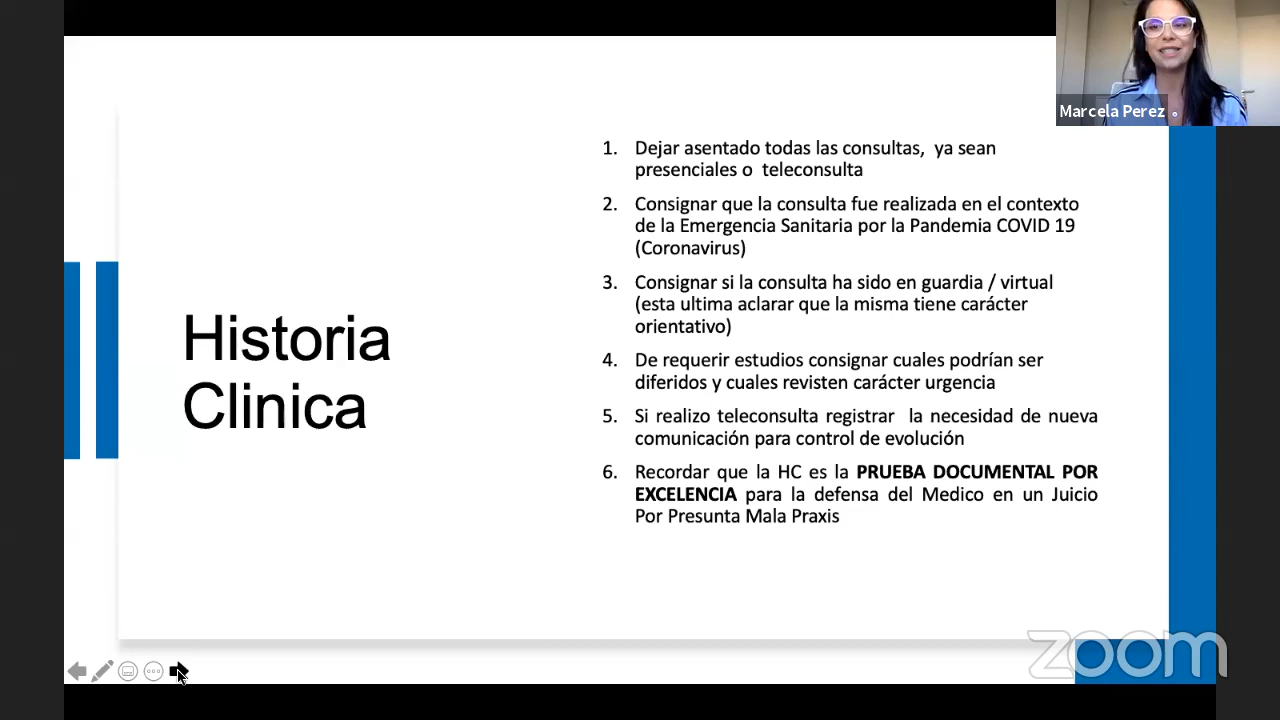 Marcela Perez
Historia
Clinica
1. Dejar asentado todas las consultas, ya sean
presenciales o teleconsulta
2. Consignar que la consulta fue realizada en el contexto
de la Emergencia Sanitaria por la Pandemia COVID 19
(Coronavirus)
3. Consignar si la consulta ha sido en guardia / virtual
(esta ultima aclarar que la misma tiene carácter
orientativo)
4. De requerir estudios consignar cuales podrían ser
diferidos y cuales revisten carácter urgencia
5. Si realizo teleconsulta registrar la necesidad de nueva
comunicación para control de evolución
6. Recordar que la HC es la PRUEBA DOCUMENTAL POR
EXCELENCIA para la defensa del Medico en un Juicio
Por Presunta Mala Praxis
zoom